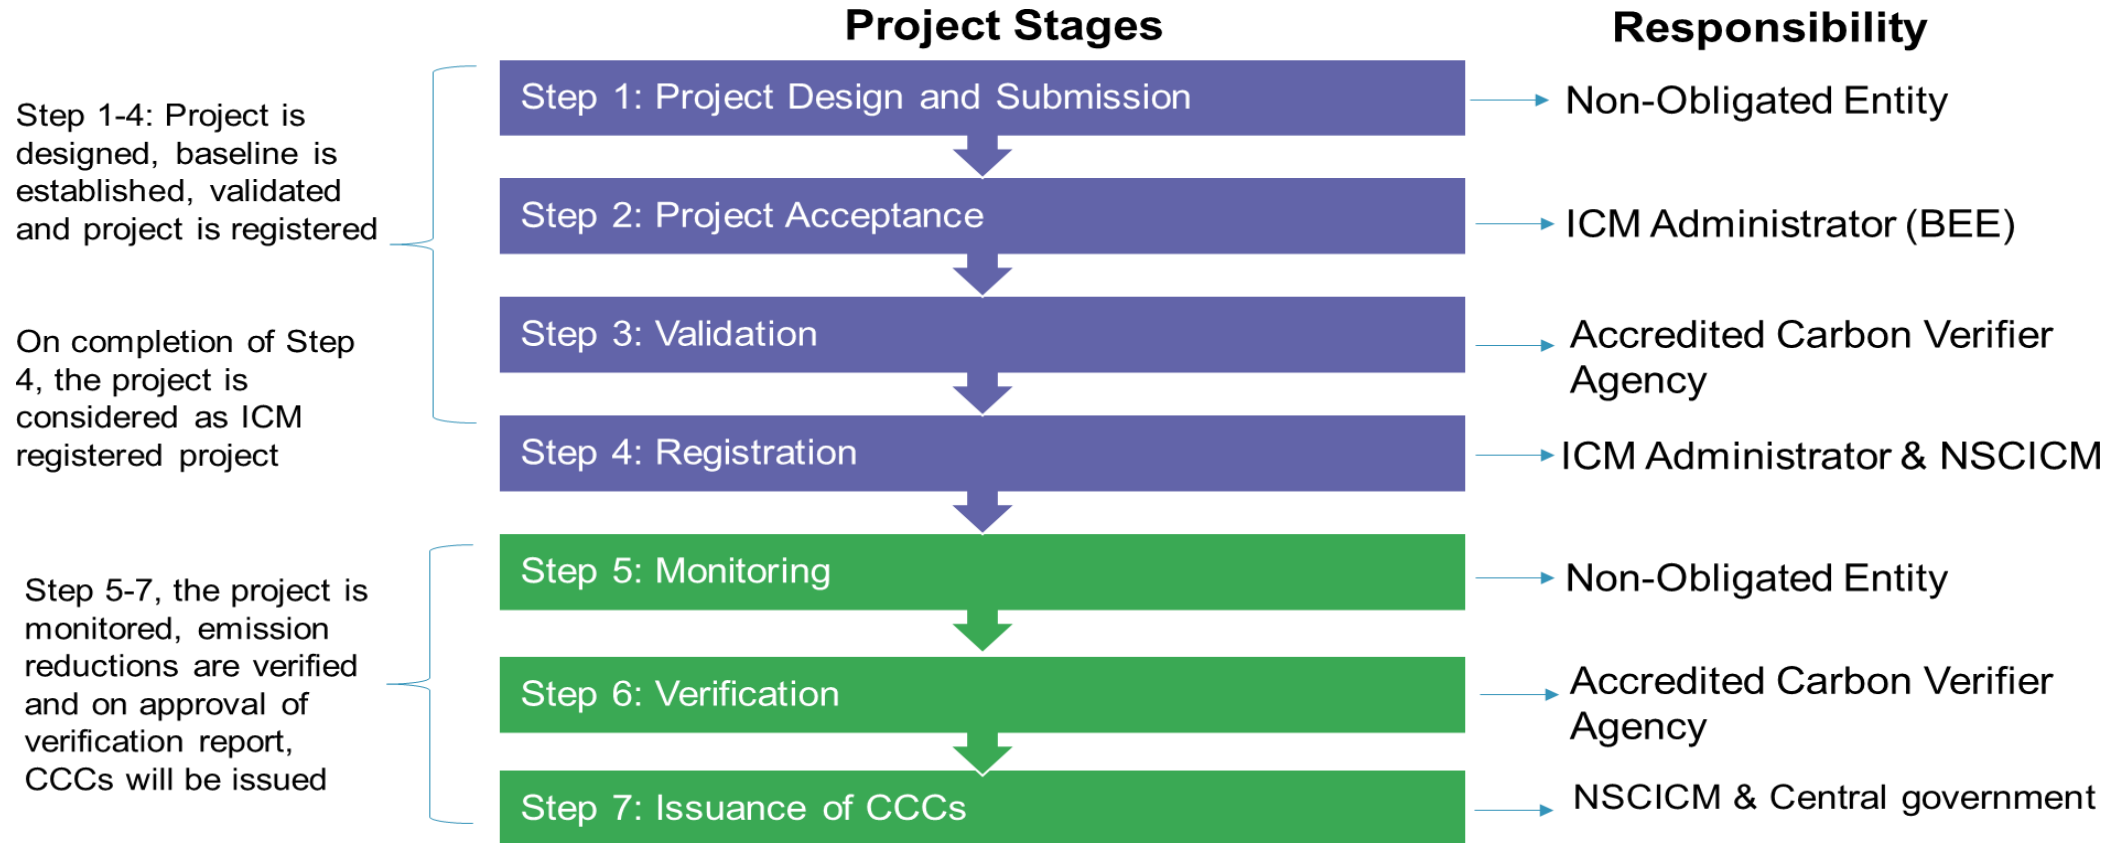 Project Stages
Responsibility
Step 1-4: Project is
designed, baseline is
established, validated
and project is registered
On completion of Step
4, the project is
considered as ICM
registered project
Step 5-7, the project is
monitored, emission
reductions are verified
and on approval of
verification report,
CCCs will be issued
Step 1: Project Design and Submission
Non-Obligated Entity
Step 2: Project Acceptance
ICM Administrator (BEE)
Step 3: Validation
Accredited Carbon Verifier
Agency
Step 4: Registration
ICM Administrator & NSCICM
Step 5: Monitoring
Non-Obligated Entity
Step 6: Verification
Accredited Carbon Verifier
Agency
Step 7: Issuance of CCCs
NSCICM & Central government